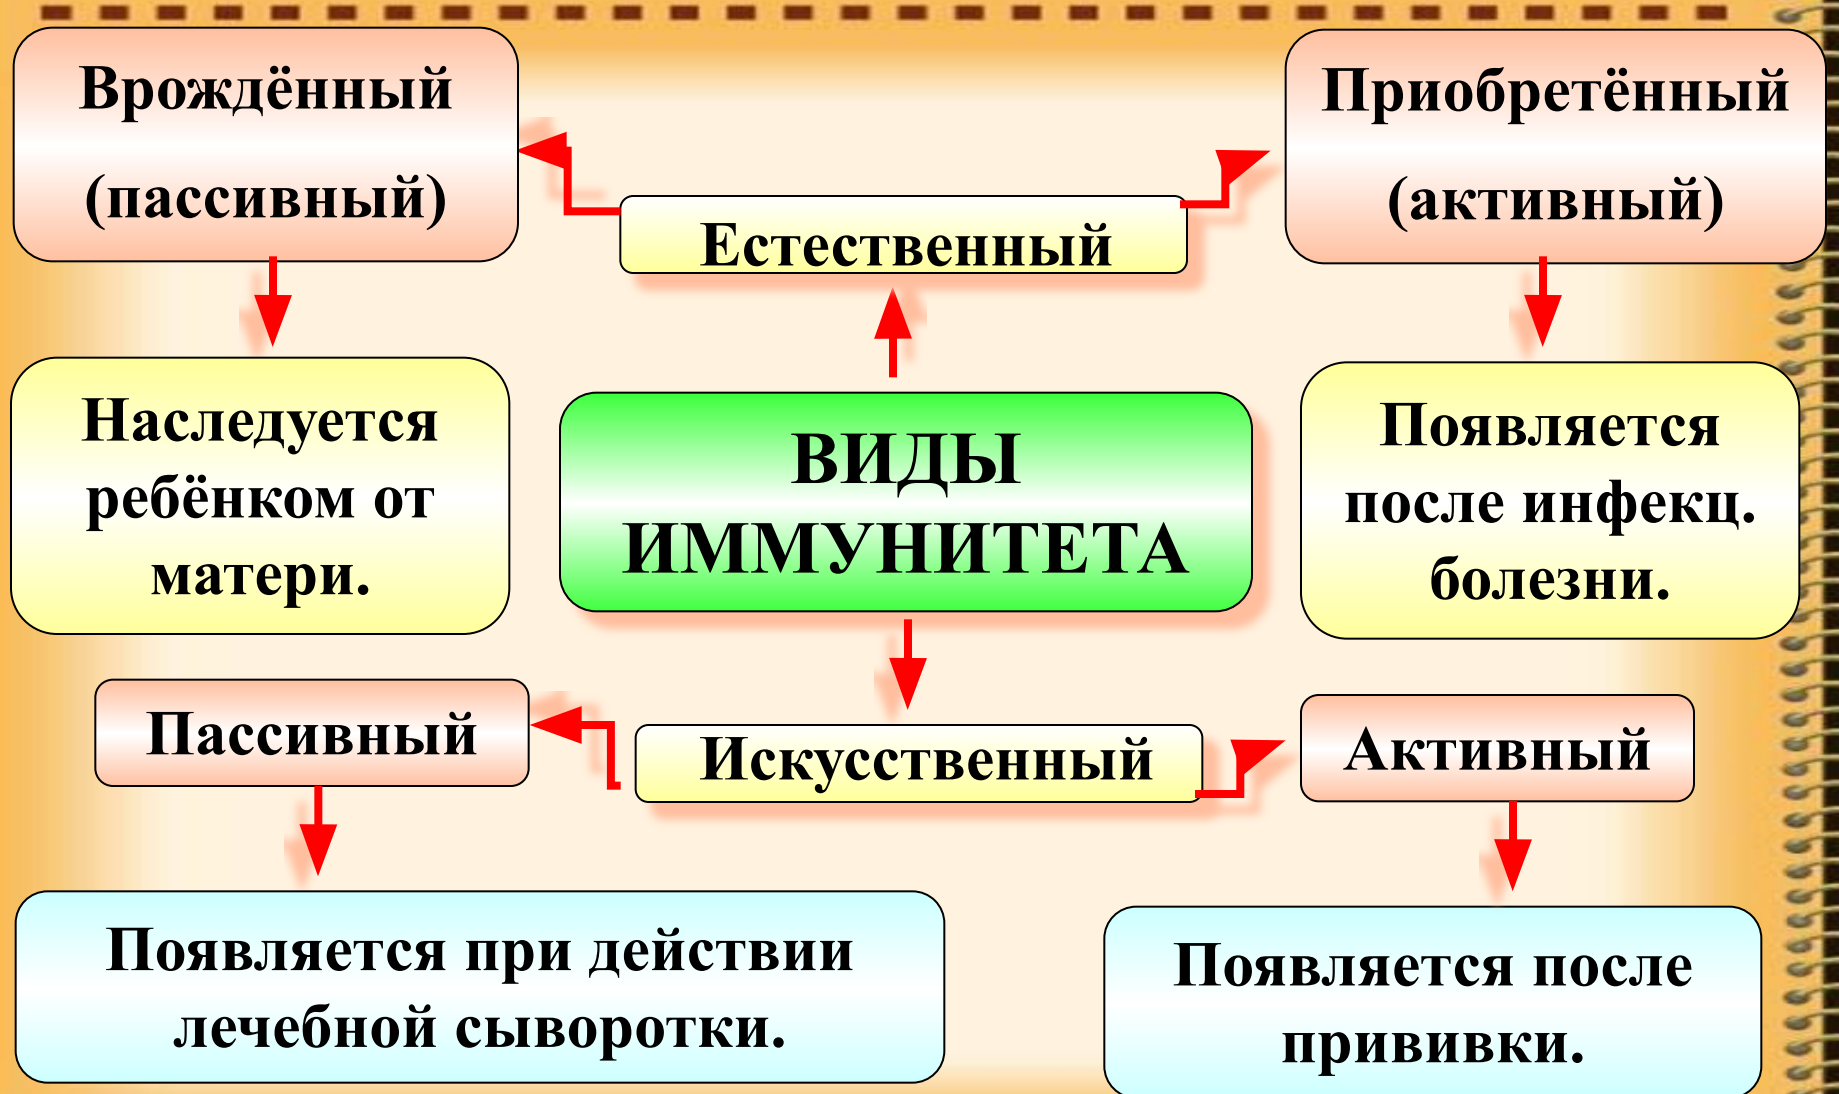 Врождённый
(пассивный)
Приобретённый
(активный)
Естественный
Наследуется
ребёнком от
матери.
ВИДЫ
ИММУНИТЕТА
Появляется
после инфекц.
болезни.
Пассивный
Искусственный
Активный
Появляется при действии
лечебной сыворотки.
Появляется после
прививки.